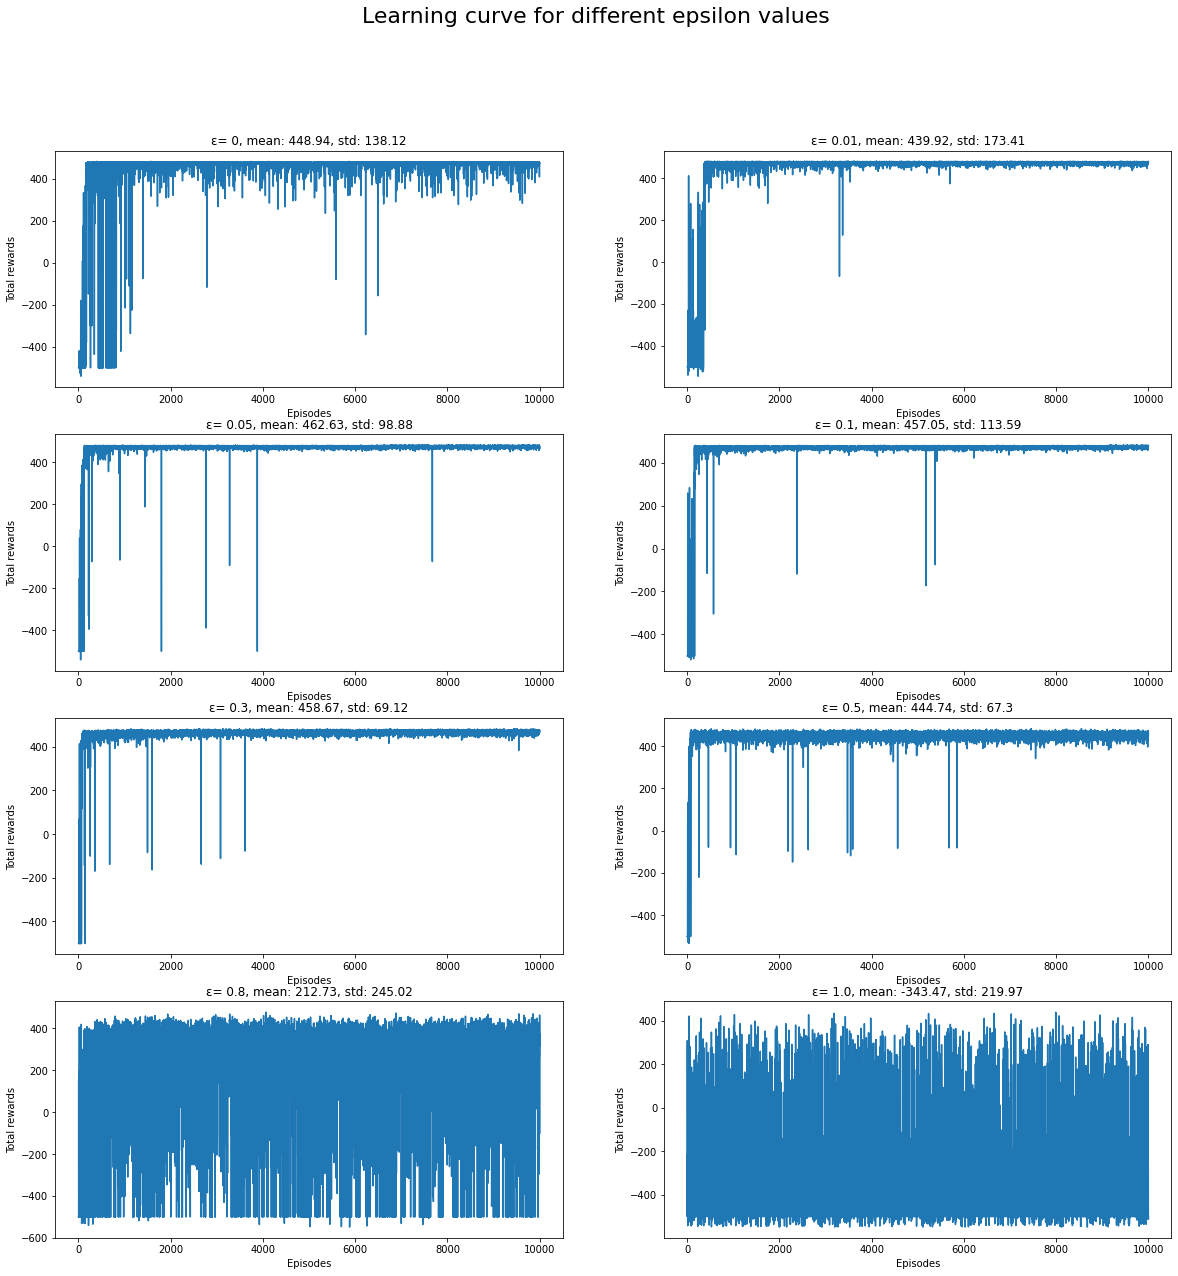 Learning curve for different epsilon values
ε= 0, mean: 448.94, std: 138.12
Total rewards
400
200
0
−200
−400
0 2000 4000 6000 8000 10000
Episodes
ε= 0.01, mean: 439.92, std: 173.41
Total rewards
400
200
0
−200
−400
0 2000 4000 6000 8000 10000
Episodes
ε= 0.05, mean: 462.63, std: 98.88
Total rewards
400
200
0
−200
−400
0 2000 4000 6000 8000 10000
Episodes
ε= 0.1, mean: 457.05, std: 113.59
Total rewards
400
200
0
−200
−400
0 2000 4000 6000 8000 10000
Episodes
ε= 0.3, mean: 458.67, std: 69.12
Total rewards
400
200
0
−200
−400
0 2000 4000 6000 8000 10000
Episodes
ε= 0.5, mean: 444.74, std: 67.3
Total rewards
400
200
0
−200
−400
0 2000 4000 6000 8000 10000
Episodes
ε= 0.8, mean: 212.73, std: 245.02
Total rewards
400
200
0
−200
−400
−600
0 2000 4000 6000 8000 10000
Episodes
ε= 1.0, mean: -343.47, std: 219.97
Total rewards
400
200
0
−200
−400
0 2000 4000 6000 8000 10000
Episodes